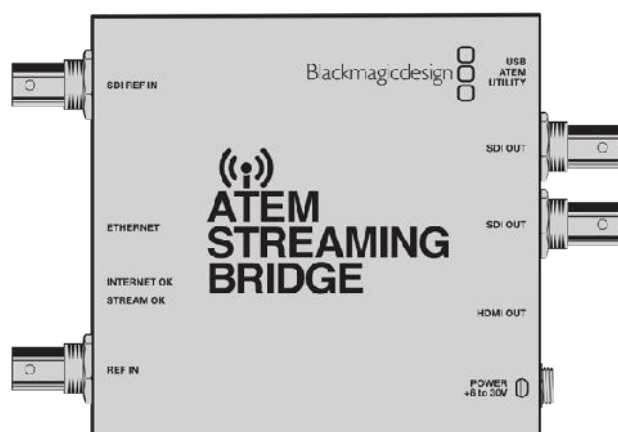 Blackmagicdesign
USB
ATEM
UTILITY
SDI REF IN
SDI OUT
ATEM
STREAMING
BRIDGE
SDI OUT
ETHERNET
INTERNET OK
STREAM OK
HDMI OUT
REF IN
POWER
+6 to 30V